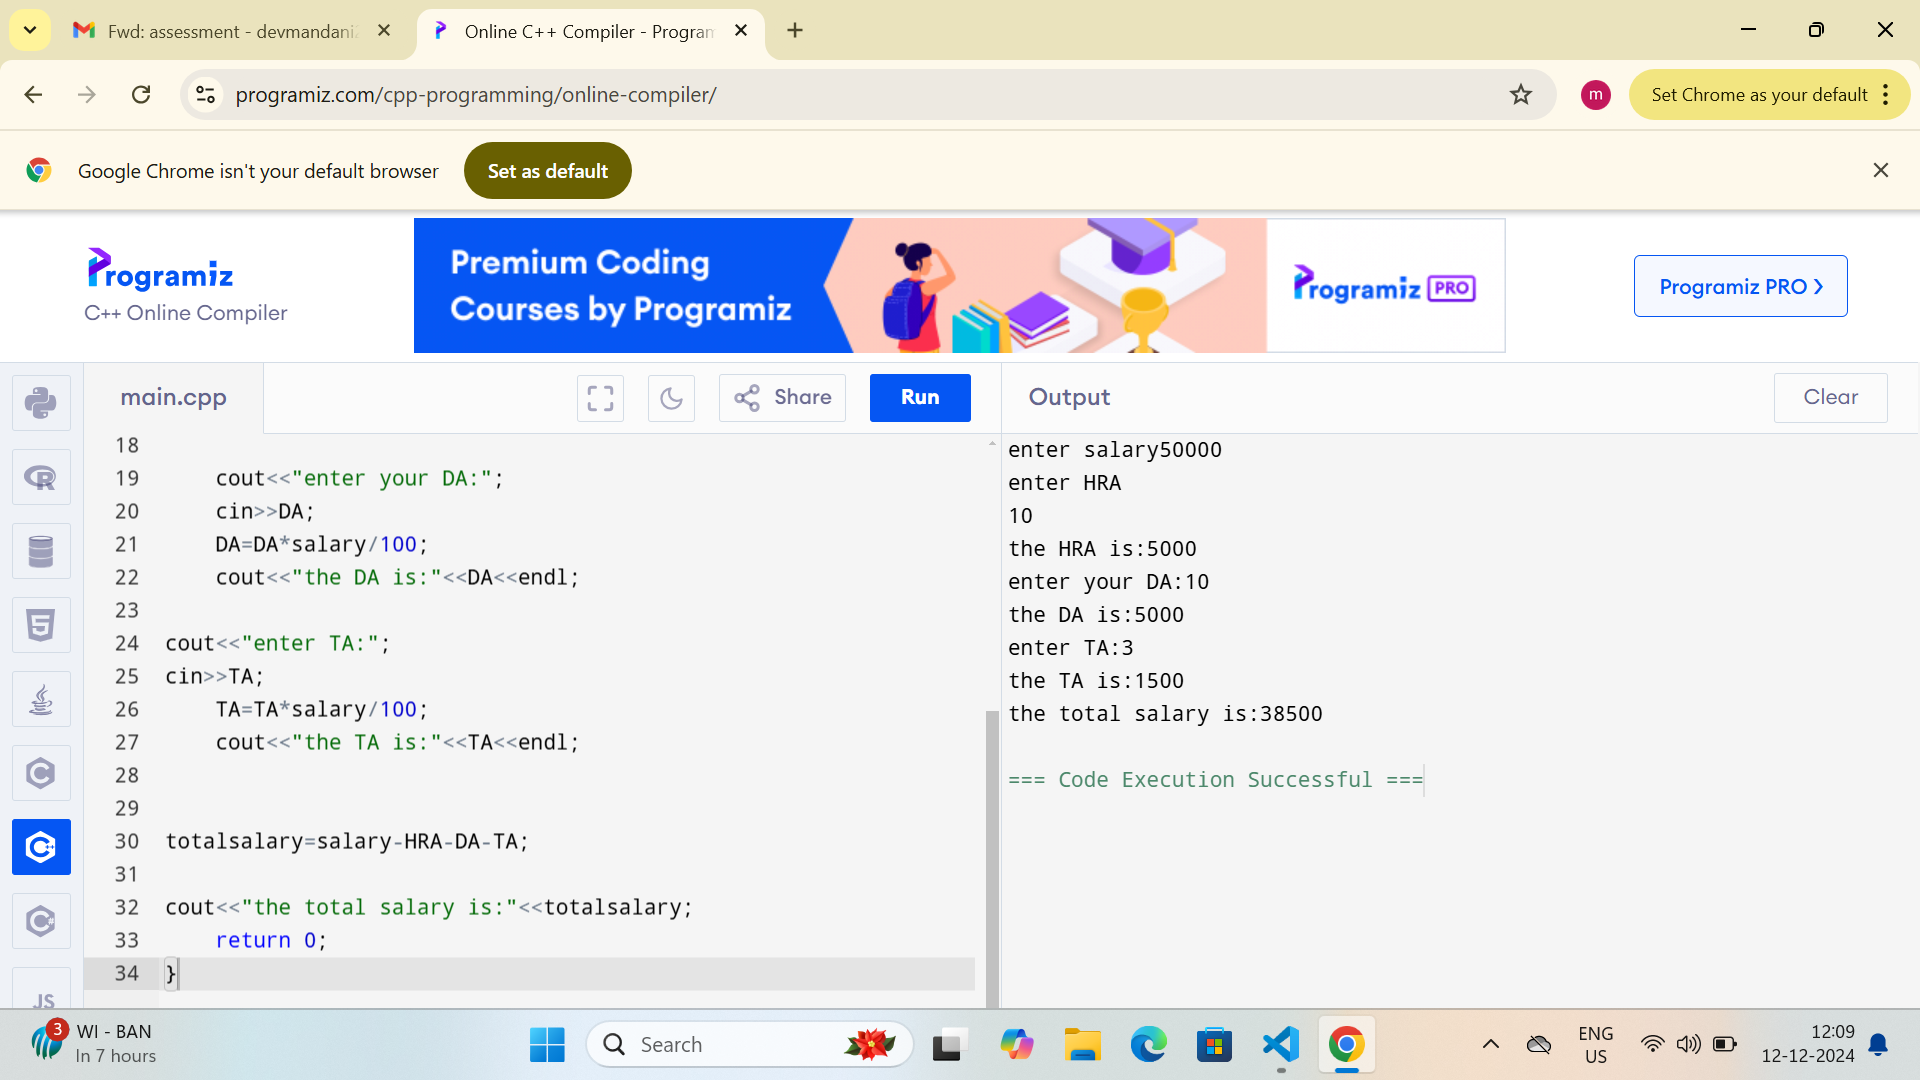 Fwd: assessment - devmandani2
Online C++ Compiler - Program
programiz.com/cpp-programming/online-compiler/
m
Set Chrome as your default
Google Chrome isn't your default browser
Set as default
Programiz
C++ Online Compiler
Premium Coding
Courses by Programiz
Programiz PRO
Programiz PRO ›
main.cpp
Share
Run
Output
Clear
18
19 cout<<"enter your DA:";
20 cin>>DA;
21 DA=DA*salary/100;
22 cout<<"the DA is:"<<DA<<endl;
23
24 cout<<"enter TA:";
25 cin>>TA;
26 TA=TA*salary/100;
27 cout<<"the TA is:"<<TA<<endl;
28
29
30 totalsalary=salary-HRA-DA-TA;
31
32 cout<<"the total salary is:"<<totalsalary;
33 return 0;
34 }
enter salary50000
enter HRA
10
the HRA is:5000
enter your DA:10
the DA is:5000
enter TA:3
the TA is:1500
the total salary is:38500
=== Code Execution Successful ===
JS
3
WI - BAN
In 7 hours
Search
ENG
US
12:09
12-12-2024